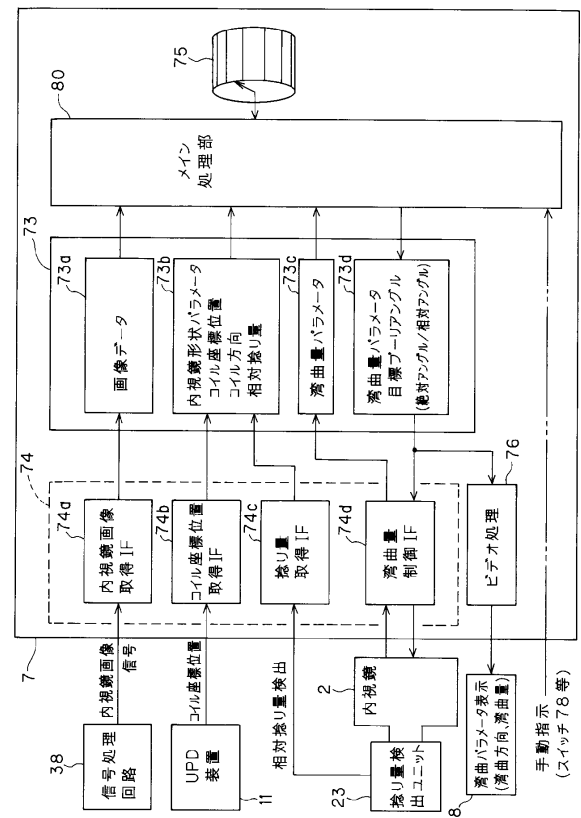 7
38
信号処理
回路
内視鏡画像
信号
UPD
装置
11
コイル座標位置
相対捻り量検出
2
内視鏡
23
捻り量検
出ユニット
8
湾曲パラメータ表示
(湾曲方向,湾曲量)
手動指示
(スイッチ78等)
74
74a
内視鏡画像
取得IF
74b
コイル座標位置
取得IF
74c
捻り量
取得IF
74d
湾曲量
制御IF
76
ビデオ処理
73
73a
画像データ
73b
内視鏡形状パラメータ
コイル座標位置
コイル方向
相対捻り量
73c
湾曲量パラメータ
73d
湾曲量パラメータ
目標プーリアングル
(絶対アングル/相対アングル)
80
メイン
処理部
75